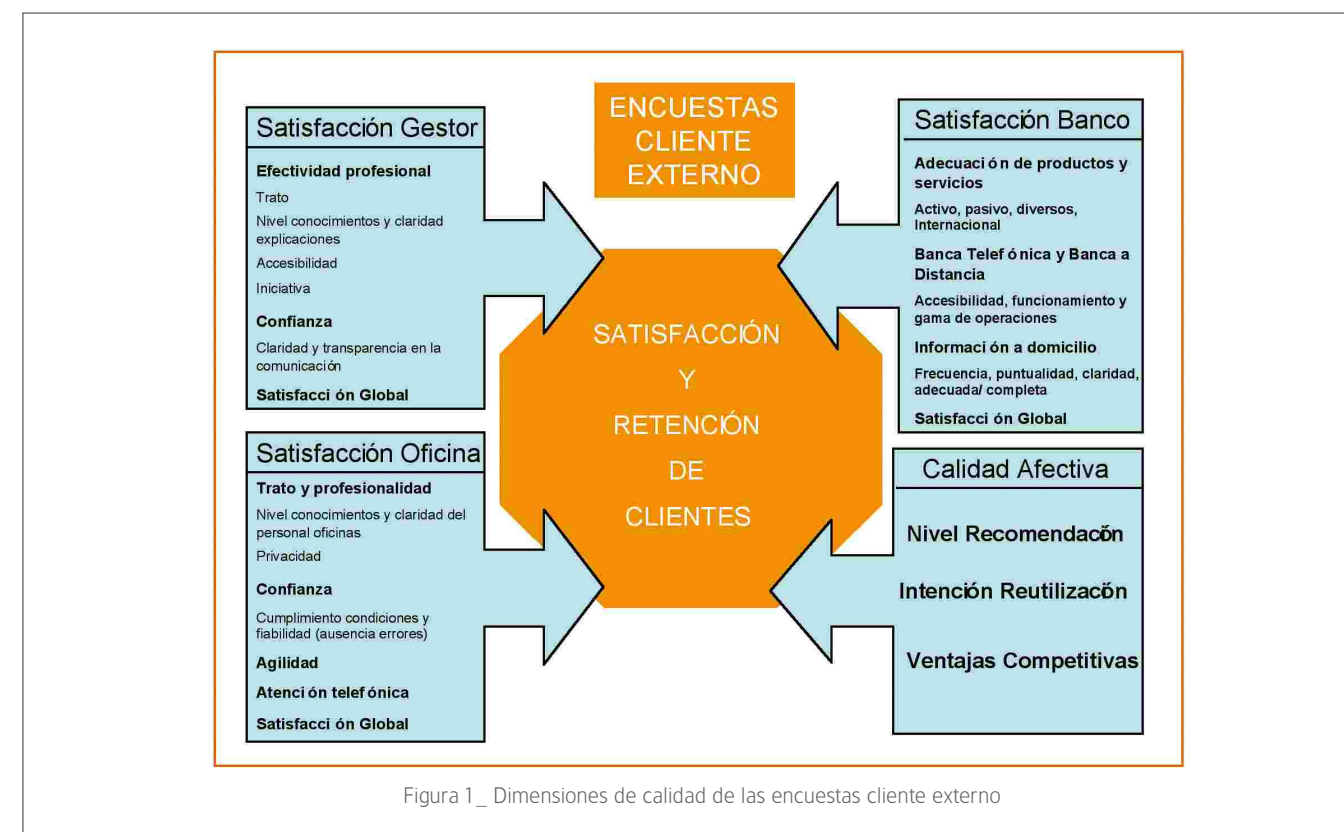 ENCUESTAS
CLIENTE
EXTERNO
Satisfacción Gestor
Efectividad profesional
Trato
Nivel conocimientos y claridad
explicaciones
Accesibilidad
Iniciativa
Confianza
Claridad y transparencia en la
comunicación
Satisfacci ón Global
Satisfacción Oficina
Trato y profesionalidad
Nivel conocimientos y claridad del
personal oficinas
Privacidad
Confianza
Cumplimiento condiciones y
fiabilidad (ausencia errores)
Agilidad
Atenci ón telef ónica
Satisfacci ón Global
SATISFACCIÓN
Y
RETENCIÓN
DE
CLIENTES
Satisfacción Banco
Adecuaci ón de productos y
servicios
Activo, pasivo, diversos,
Internacional
Banca Telef ónica y Banca a
Distancia
Accesibilidad, funcionamiento y
gama de operaciones
Informaci ón a domicilio
Frecuencia, puntualidad, claridad,
adecuada/ completa
Satisfacci ón Global
Calidad Afectiva
Nivel Recomendación
Intención Reutilización
Ventajas Competitivas
Figura 1_ Dimensiones de calidad de las encuestas cliente externo